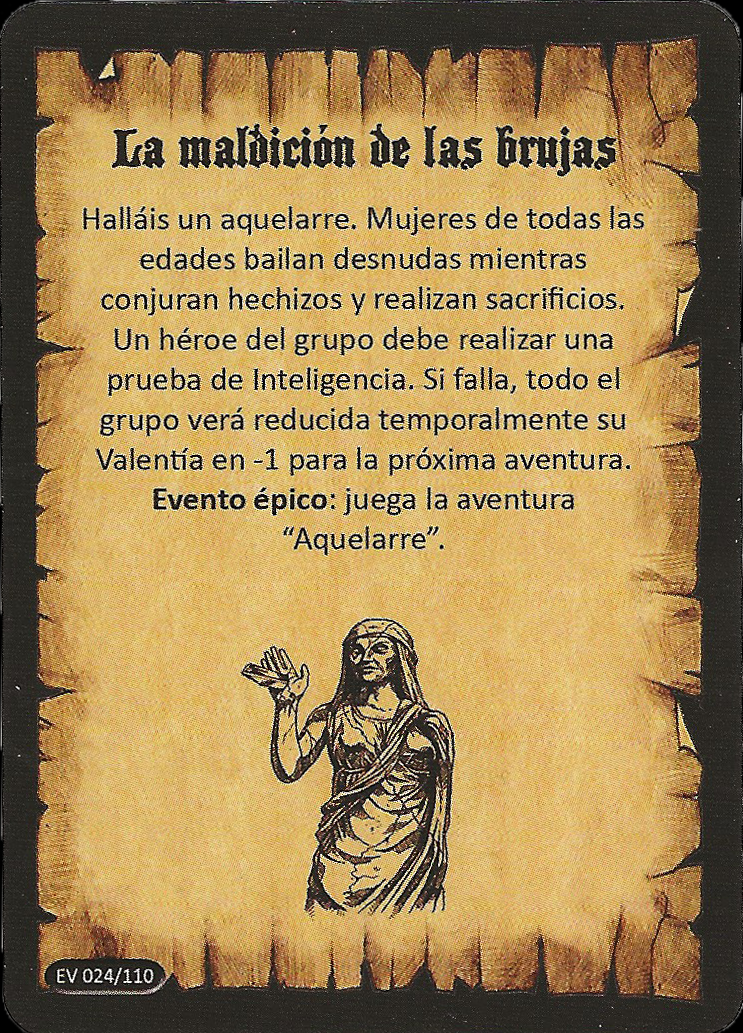 La maldición de las brujas
Halláis un aquelarre. Mujeres de todas las
edades bailan desnudas mientras
conjuran hechizos y realizan sacrificios.
Un héroe del grupo debe realizar una
prueba de Inteligencia. Si falla, todo el
grupo verá reducida temporalmente su
Valentía en -1 para la próxima aventura.
Evento épico: juega la aventura
“Aquelarre”.
EV 024/110